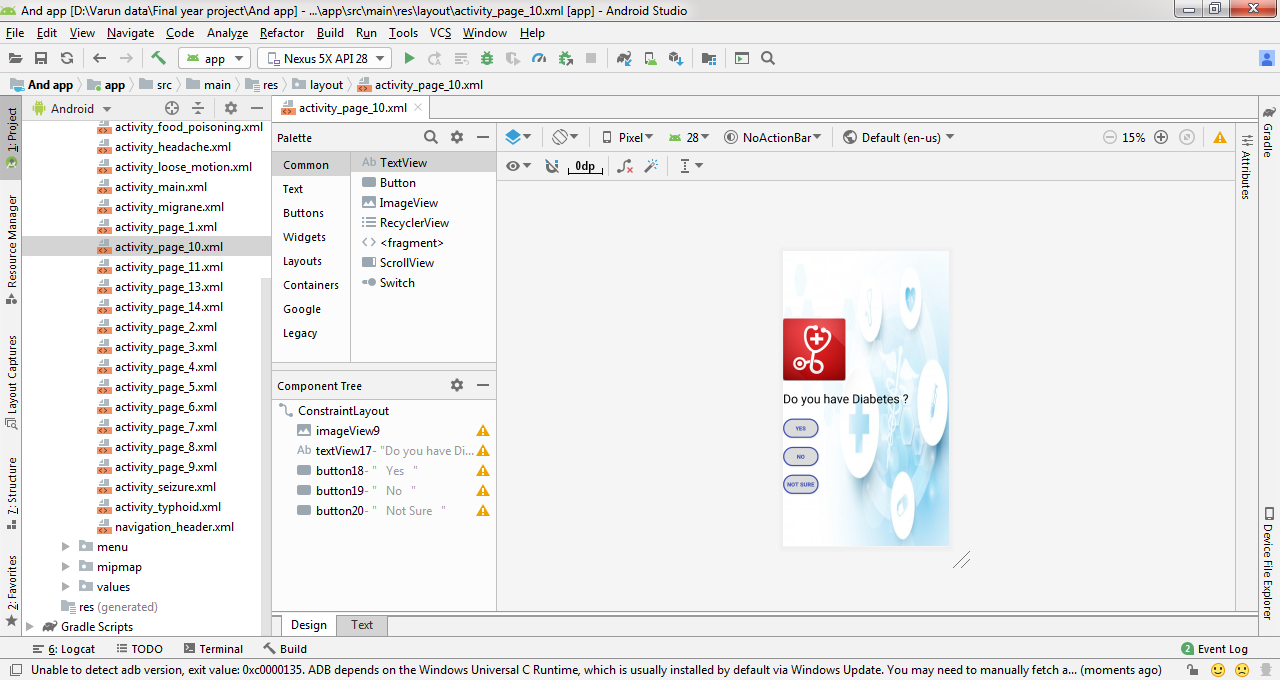 And app [D:\Varun data\Final year project\And app] - ...\app\src\main\res\layout\activity_page_10.xml [app] - Android Studio
File Edit View Navigate Code Analyze Refactor Build Run Tools VCS Window Help
app Nexus 5X API 28
And app app src main res layout activity_page_10.xml
1: Project
Resource Manager
Layout Captures
7: Structure
2: Favorites
Android
activity_food_poisoning.xml
activity_headache.xml
activity_loose_motion.xml
activity_main.xml
activity_migrane.xml
activity_page_1.xml
activity_page_10.xml
activity_page_11.xml
activity_page_13.xml
activity_page_14.xml
activity_page_2.xml
activity_page_3.xml
activity_page_4.xml
activity_page_5.xml
activity_page_6.xml
activity_page_7.xml
activity_page_8.xml
activity_page_9.xml
activity_seizure.xml
activity_typhoid.xml
navigation_header.xml
menu
mipmap
values
res (generated)
Gradle Scripts
activity_page_10.xml
Palette
Common
Text
Buttons
Widgets
Layouts
Containers
Google
Legacy
Ab TextView
Button
ImageView
RecyclerView
<> <fragment>
ScrollView
Switch
Component Tree
ConstraintLayout
imageView9
Ab textView17- "Do you have Di...
button18- " Yes "
button19- " No "
button20- " Not Sure "
Pixel 28 NoActionBar Default (en-us) 15%
0dp
Do you have Diabetes ?
YES
NO
NOT SURE
Design Text
Gradle
Attributes
Device File Explorer
6: Logcat TODO Terminal Build 2 Event Log
Unable to detect adb version, exit value: 0xc0000135. ADB depends on the Windows Universal C Runtime, which is usually installed by default via Windows Update. You may need to manually fetch a... (moments ago)